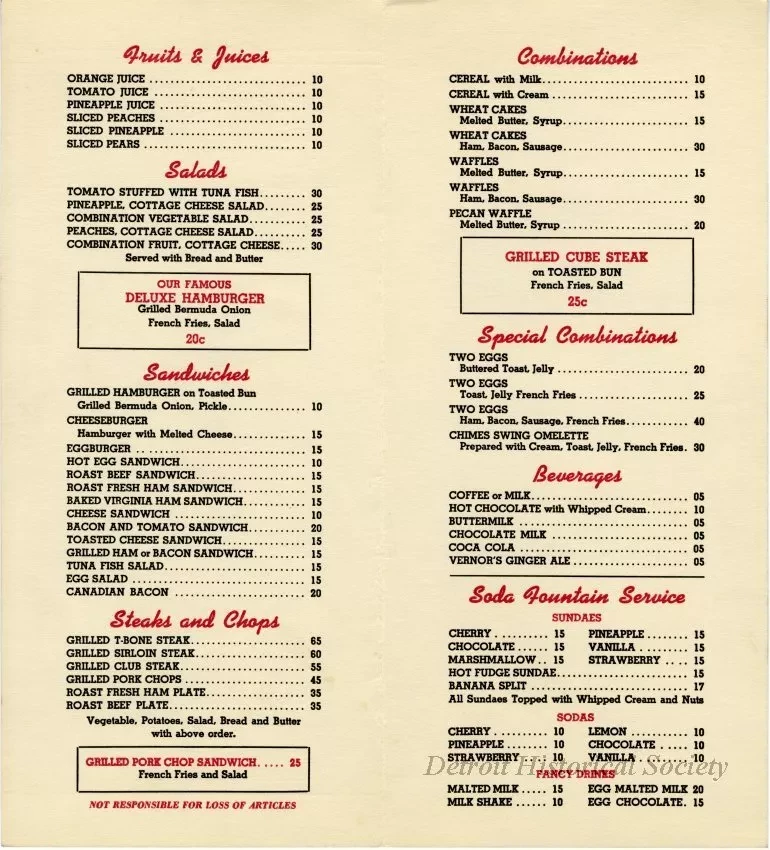 Fruits & Juices
ORANGE JUICE 10
TOMATO JUICE 10
PINEAPPLE JUICE 10
SLICED PEACHES 10
SLICED PINEAPPLE 10
SLICED PEARS 10
Salads
TOMATO STUFFED WITH TUNA FISH 30
PINEAPPLE, COTTAGE CHEESE SALAD 25
COMBINATION VEGETABLE SALAD 25
PEACHES, COTTAGE CHEESE SALAD 25
COMBINATION FRUIT, COTTAGE CHEESE 30
Served with Bread and Butter
OUR FAMOUS
DELUXE HAMBURGER
Grilled Bermuda Onion
French Fries, Salad
20c
Sandwiches
GRILLED HAMBURGER on Toasted Bun
Grilled Bermuda Onion, Pickle 10
CHEESEBURGER
Hamburger with Melted Cheese 15
EGGBURGER 15
HOT EGG SANDWICH 10
ROAST BEEF SANDWICH 15
ROAST FRESH HAM SANDWICH 15
BAKED VIRGINIA HAM SANDWICH 15
CHEESE SANDWICH 10
BACON AND TOMATO SANDWICH 20
TOASTED CHEESE SANDWICH 15
GRILLED HAM or BACON SANDWICH 15
TUNA FISH SALAD 15
EGG SALAD 15
CANADIAN BACON 20
Steaks and Chops
GRILLED T-BONE STEAK 65
GRILLED SIRLOIN STEAK 60
GRILLED CLUB STEAK 55
GRILLED PORK CHOPS 45
ROAST FRESH HAM PLATE 35
ROAST BEEF PLATE 35
Vegetable, Potatoes, Salad, Bread and Butter
with above order.
GRILLED PORK CHOP SANDWICH 25
French Fries and Salad
NOT RESPONSIBLE FOR LOSS OF ARTICLES
Combinations
CEREAL with Milk 10
CEREAL with Cream 15
WHEAT CAKES
Melted Butter, Syrup 15
WHEAT CAKES
Ham, Bacon, Sausage 30
WAFFLES
Melted Butter, Syrup 15
WAFFLES
Ham, Bacon, Sausage 30
PECAN WAFFLE
Melted Butter, Syrup 20
GRILLED CUBE STEAK
on TOASTED BUN
French Fries, Salad
25c
Special Combinations
TWO EGGS
Buttered Toast, Jelly 20
TWO EGGS
Toast, Jelly French Fries 25
TWO EGGS
Ham, Bacon, Sausage, French Fries 40
CHIMES SWING OMELETTE
Prepared with Cream, Toast, Jelly, French Fries. 30
Beverages
COFFEE or MILK 05
HOT CHOCOLATE with Whipped Cream 10
BUTTERMILK 05
CHOCOLATE MILK 05
COCA COLA 05
VERNOR'S GINGER ALE 05
Soda Fountain Service
SUNDAES
CHERRY 15 PINEAPPLE 15
CHOCOLATE 15 VANILLA 15
MARSHMALLOW 15 STRAWBERRY 15
HOT FUDGE SUNDAE 15
BANANA SPLIT 17
All Sundaes Topped with Whipped Cream and Nuts
SODAS
CHERRY 10 LEMON 10
PINEAPPLE 10 CHOCOLATE 10
STRAWBERRY 10 VANILLA 10
Detroit Historical Society
FANCY DRINKS
MALTED MILK 15 EGG MALTED MILK 20
MILK SHAKE 10 EGG CHOCOLATE. 15